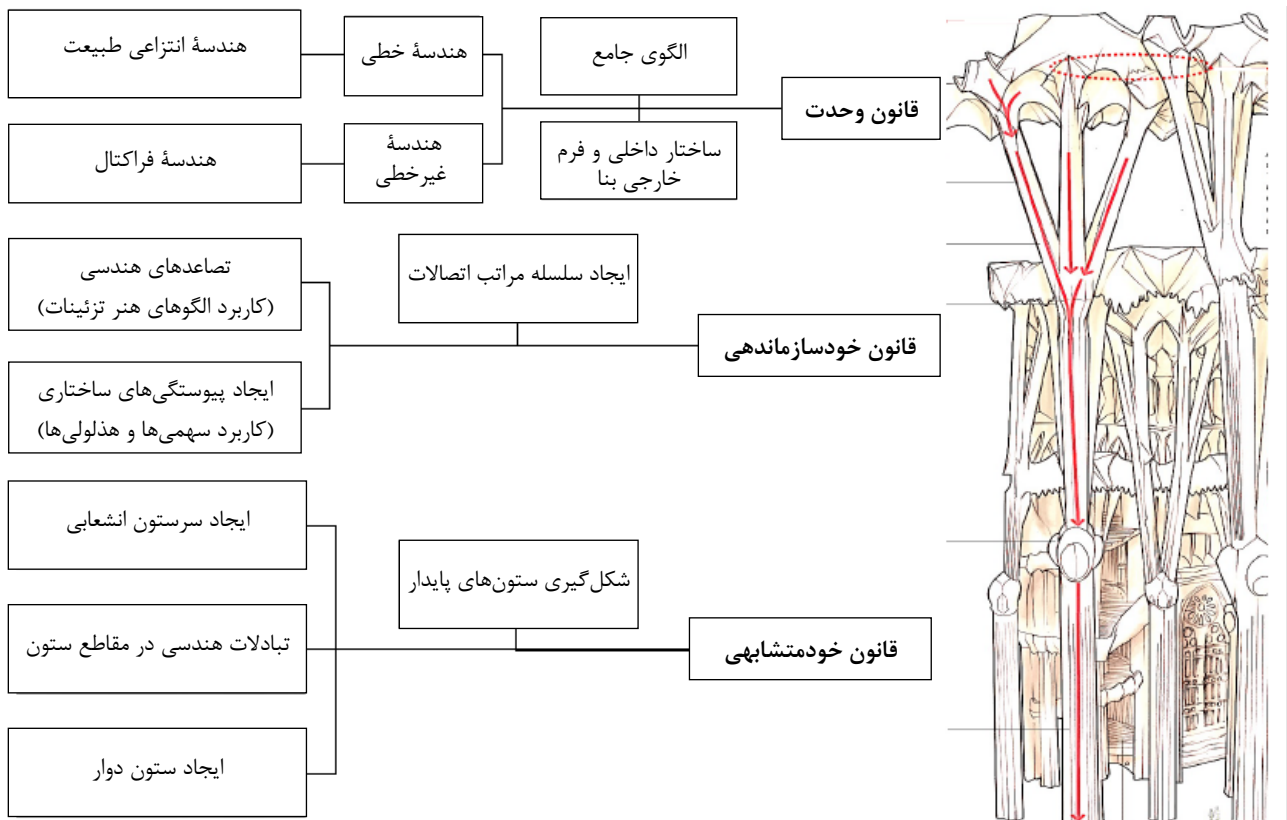 قانون وحدت
الگوی جامع
ساختار داخلی و فرم
خارجی بنا
هندسهٔ خطی
هندسهٔ انتزاعی طبیعت
هندسهٔ
غیرخطی
هندسهٔ فراکتال
قانون خودسازماندهی
ایجاد سلسله مراتب اتصالات
تصاعدهای هندسی
(کاربرد الگوهای هنر تزئینات)
ایجاد پیوستگی‌های ساختاری
(کاربرد سهمی‌ها و هذلولی‌ها)
قانون خودمتشابهی
شکل‌گیری ستون‌های پایدار
ایجاد سرستون انشعابی
تبادلات هندسی در مقاطع ستون
ایجاد ستون دوار